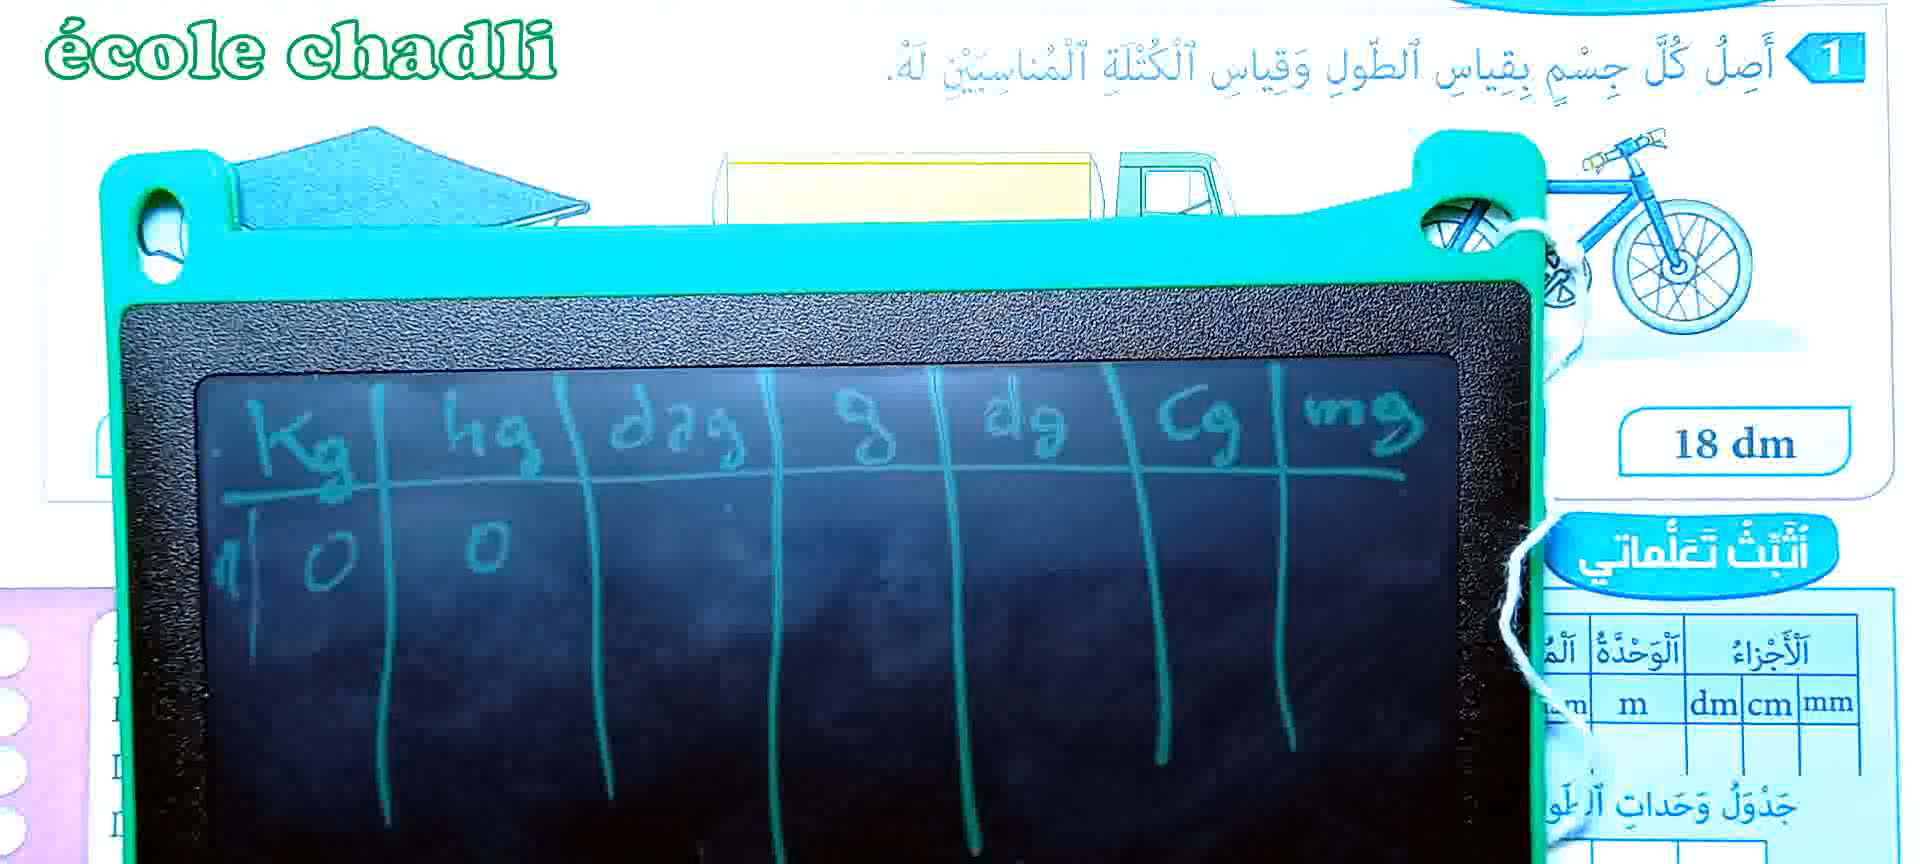 école chadli
1 أَصِلُ كُلَّ جِسْمٍ بِقِياسِ ٱلطّولِ وَقِياسِ ٱلْكُتْلَةِ ٱلْمُناسِبَيْنِ لَهُ.
Kg hg dag g dg cg mg
0 0
18 dm
أُثَبِّتُ تَعَلُّماتي
ٱلْوَحْدَةُ ٱلْأَجْزاءُ
m dm cm mm
جَدْوَلُ وَحَداتِ